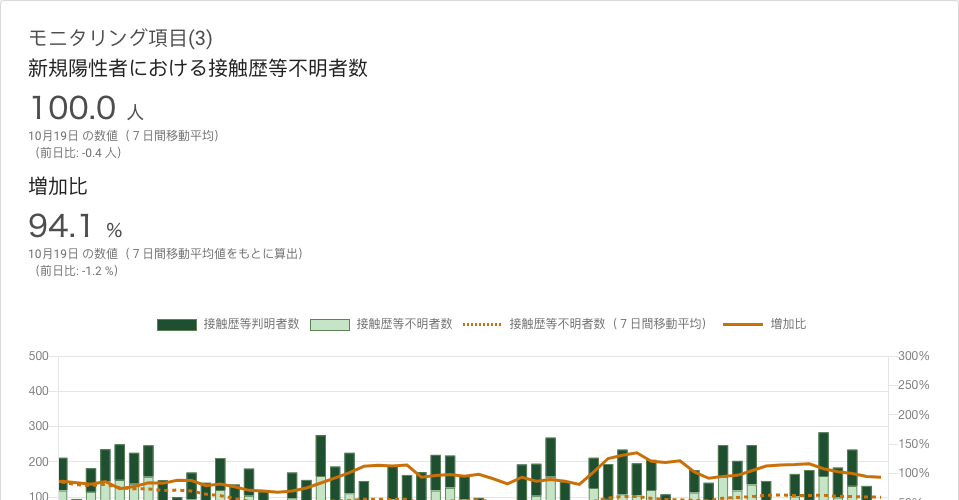 モニタリング項目(3)
新規陽性者における接触歴等不明者数
100.0 人
10月19日 の数値（７日間移動平均）
（前日比: -0.4 人）
増加比
94.1 %
10月19日 の数値（７日間移動平均値をもとに算出）
（前日比: -1.2 %）
接触歴等判明者数 接触歴等不明者数 接触歴等不明者数（７日間移動平均） 増加比
500 300%
250%
400
200%
300
150%
200
100%
100